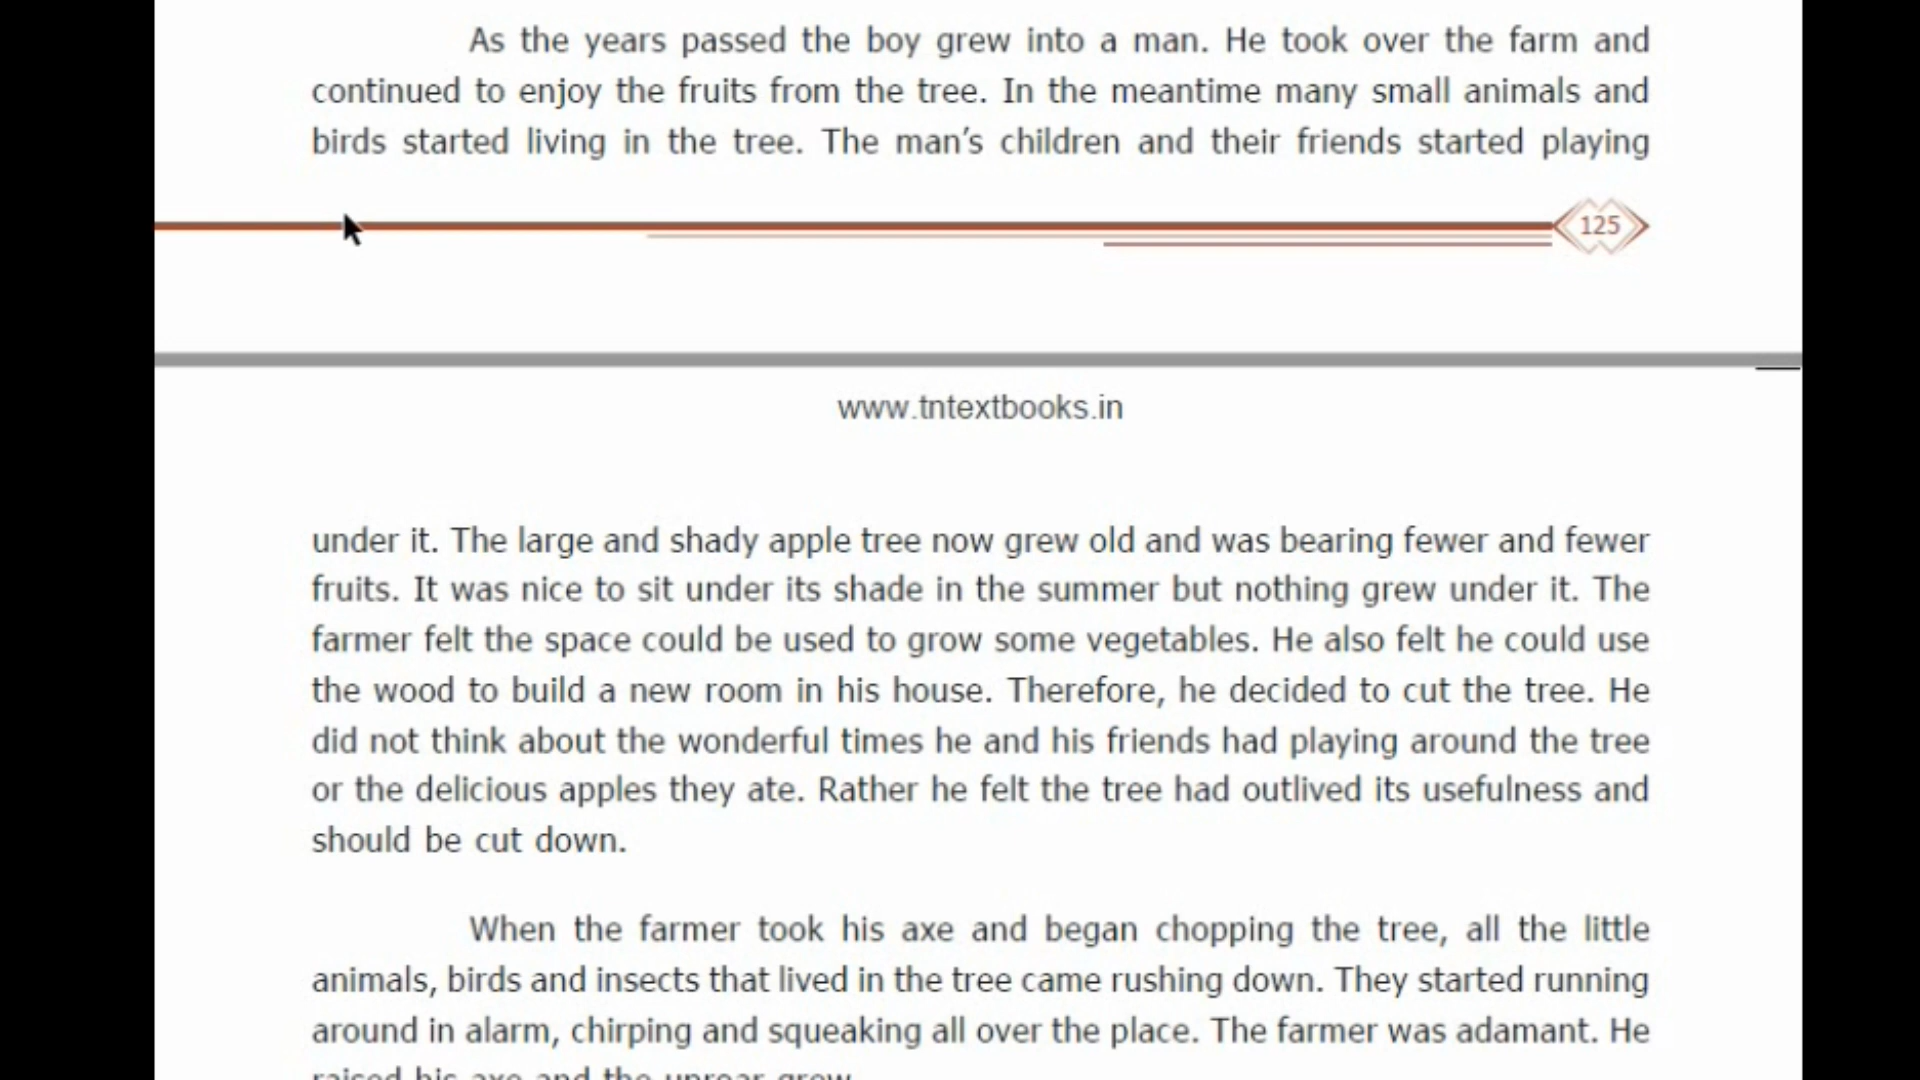 As the years passed the boy grew into a man. He took over the farm and
continued to enjoy the fruits from the tree. In the meantime many small animals and
birds started living in the tree. The man's children and their friends started playing
125
www.tntextbooks.in
under it. The large and shady apple tree now grew old and was bearing fewer and fewer
fruits. It was nice to sit under its shade in the summer but nothing grew under it. The
farmer felt the space could be used to grow some vegetables. He also felt he could use
the wood to build a new room in his house. Therefore, he decided to cut the tree. He
did not think about the wonderful times he and his friends had playing around the tree
or the delicious apples they ate. Rather he felt the tree had outlived its usefulness and
should be cut down.
When the farmer took his axe and began chopping the tree, all the little
animals, birds and insects that lived in the tree came rushing down. They started running
around in alarm, chirping and squeaking all over the place. The farmer was adamant. He
raised his axe and the uproar grew.